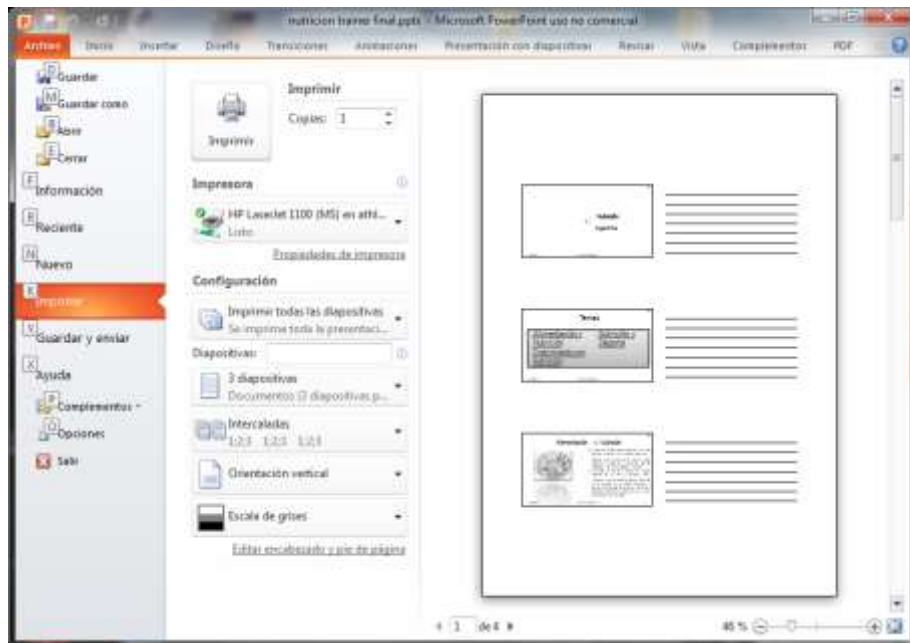 nutricion trainer final.pptx - Microsoft PowerPoint uso no comercial
Archivo Inicio Insertar Diseño Transiciones Animaciones Presentación con diapositivas Revisar Vista Complementos PDF
Guardar
Guardar como
Abrir
Cerrar
Información
Reciente
Nuevo
Imprimir
Guardar y enviar
Ayuda
Complementos
Opciones
Salir
Imprimir
Copias: 1
Imprimir
Impresora
HP LaserJet 1100 (MS) en athl...
Listo
Propiedades de impresora
Configuración
Imprimir todas las diapositivas
Se imprime toda la presentaci...
Diapositivas:
3 diapositivas
Documentos (3 diapositivas p...
Intercaladas
1;2;3 1;2;3 1;2;3
Orientación vertical
Escala de grises
Editar encabezado y pie de página
Temas
1 de 4
46 %